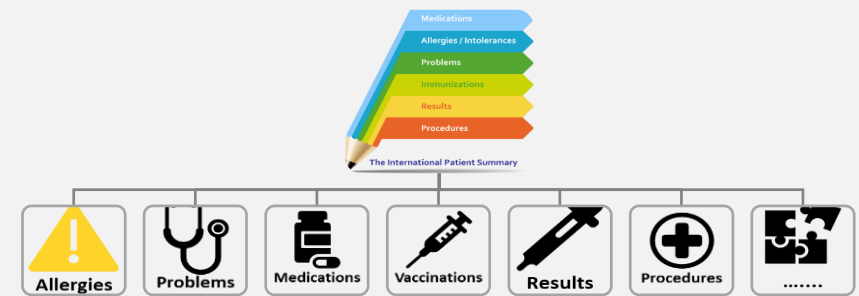 Medications
Allergies / Intolerances
Problems
Immunizations
Results
Procedures
The International Patient Summary
Allergies
Problems
Medications
Vaccinations
Results
Procedures
.......